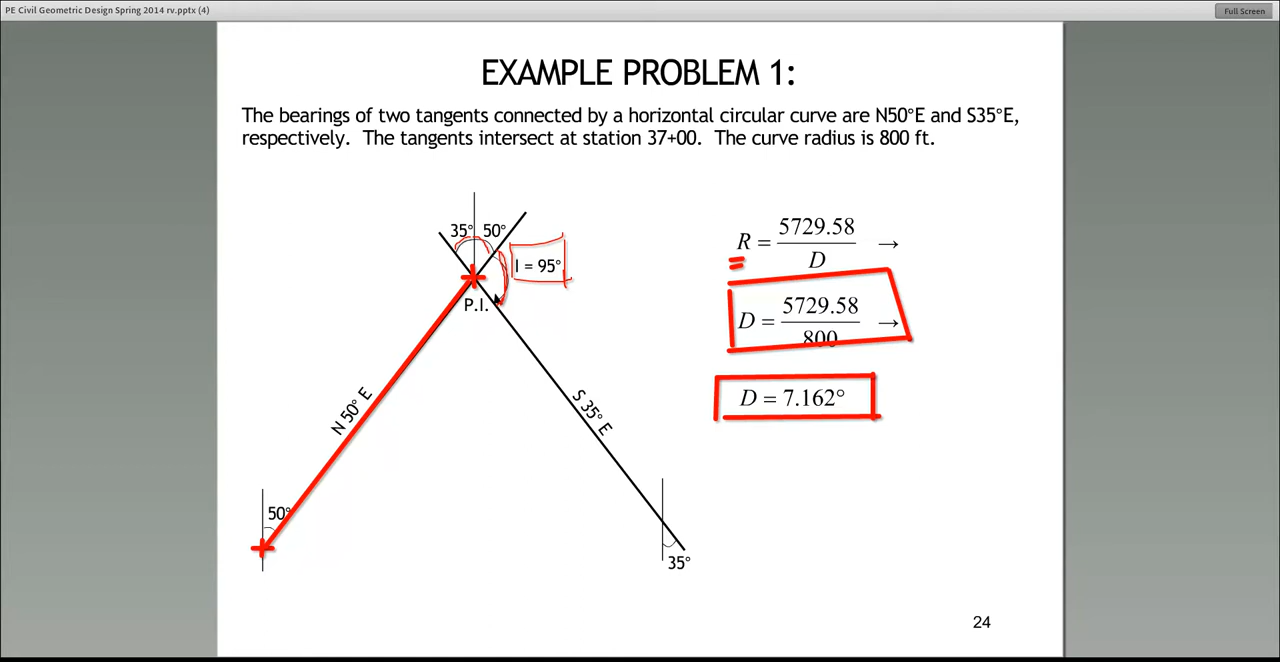 PE Civil Geometric Design Spring 2014 rv.pptx (4)
Full Screen
EXAMPLE PROBLEM 1:
The bearings of two tangents connected by a horizontal circular curve are N50°E and S35°E,
respectively. The tangents intersect at station 37+00. The curve radius is 800 ft.
35° 50°
I = 95°
P.I.
N 50° E
S 35° E
50°
35°
R = 5729.58 / D →
D = 5729.58 / 800 →
D = 7.162°
24